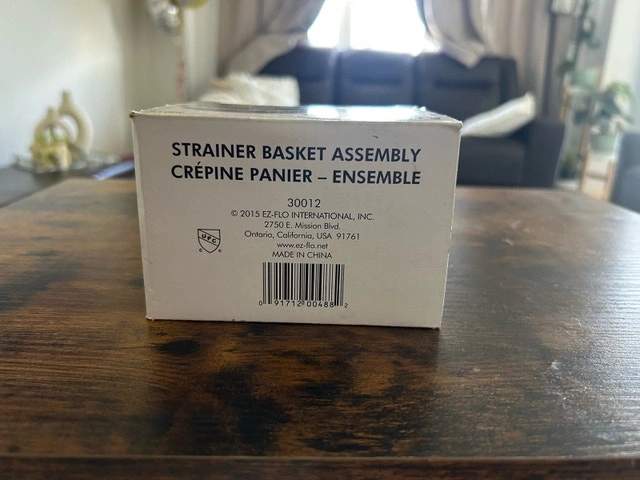 STRAINER BASKET ASSEMBLY
CRÉPINE PANIER – ENSEMBLE
30012
© 2015 EZ-FLO INTERNATIONAL, INC.
2750 E. Mission Blvd.
Ontario, California, USA 91761
www.ez-flo.net
MADE IN CHINA
UPC
c ®
0 91712 00488 2